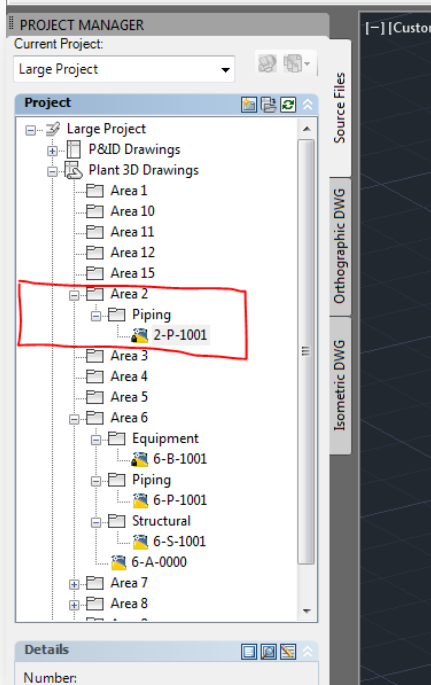 PROJECT MANAGER
Current Project:
Large Project
Project
Large Project
P&ID Drawings
Plant 3D Drawings
Area 1
Area 10
Area 11
Area 12
Area 15
Area 2
Piping
2-P-1001
Area 3
Area 4
Area 5
Area 6
Equipment
6-B-1001
Piping
6-P-1001
Structural
6-S-1001
6-A-0000
Area 7
Area 8
Details
Number:
Source Files
Orthographic DWG
Isometric DWG
[−] [Custom